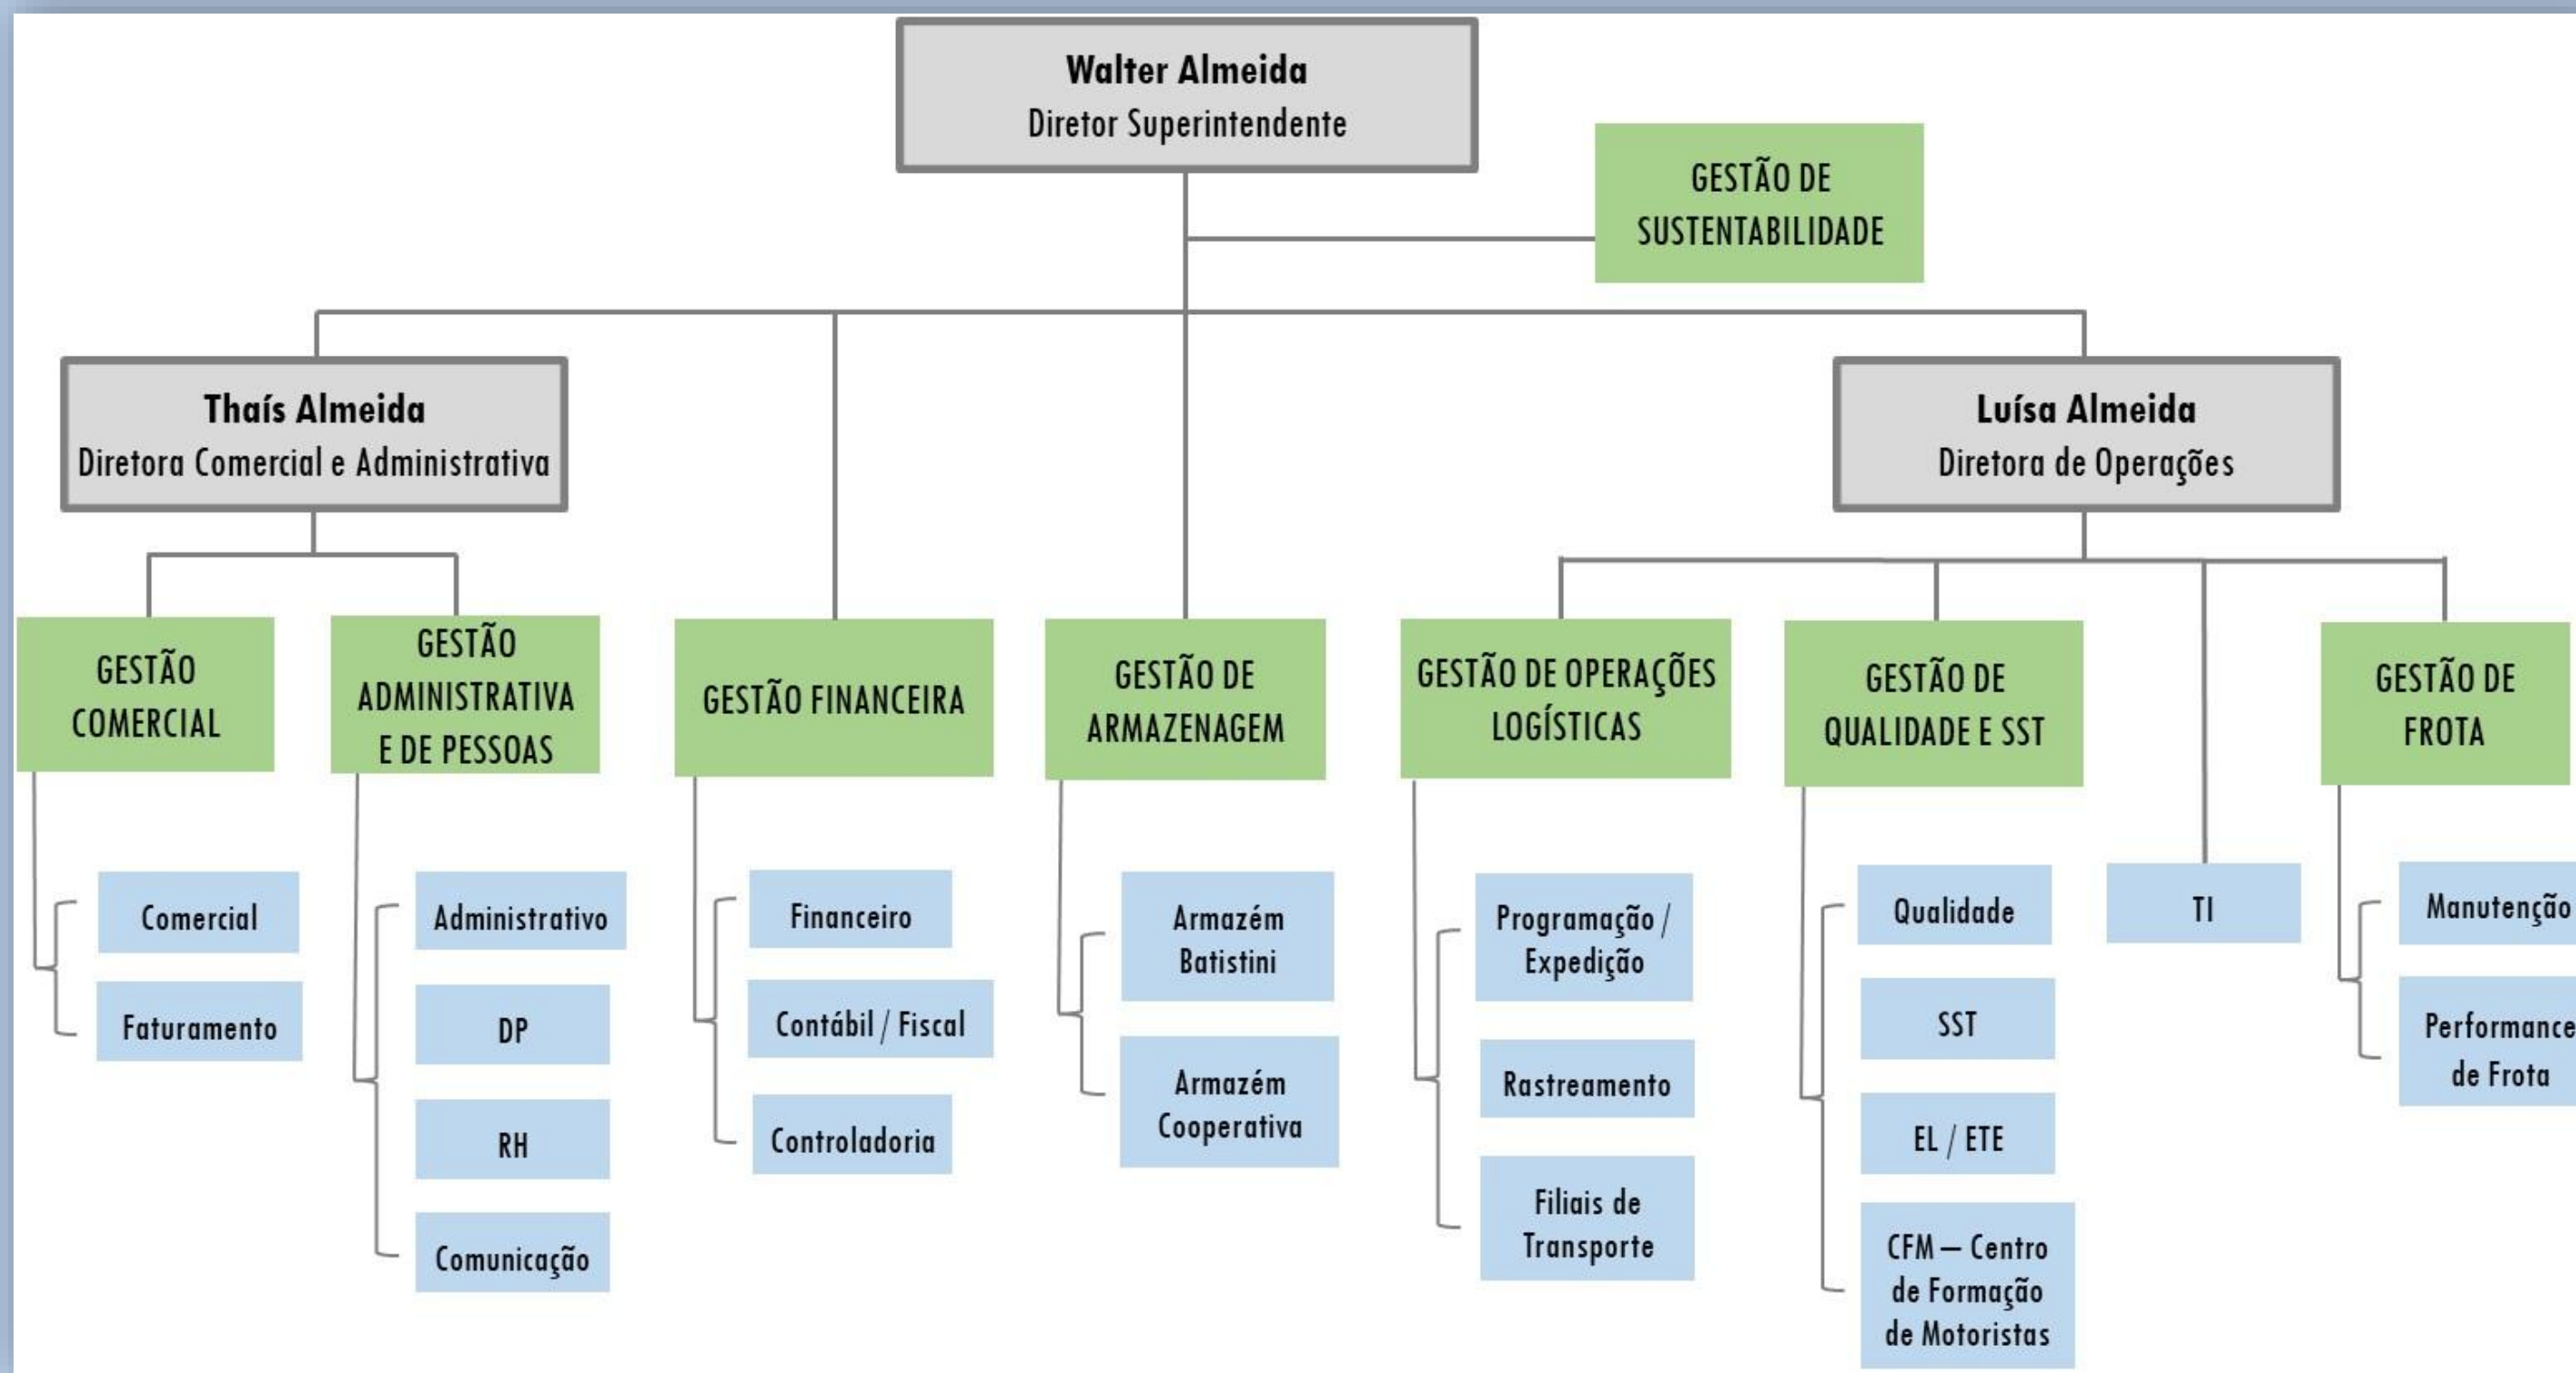 Walter Almeida
Diretor Superintendente
GESTÃO DE
SUSTENTABILIDADE
Thaís Almeida
Diretora Comercial e Administrativa
Luísa Almeida
Diretora de Operações
GESTÃO
COMERCIAL
GESTÃO
ADMINISTRATIVA
E DE PESSOAS
GESTÃO FINANCEIRA
GESTÃO DE
ARMAZENAGEM
GESTÃO DE OPERAÇÕES
LOGÍSTICAS
GESTÃO DE
QUALIDADE E SST
GESTÃO DE
FROTA
Comercial
Faturamento
Administrativo
DP
RH
Comunicação
Financeiro
Contábil / Fiscal
Controladoria
Armazém
Batistini
Armazém
Cooperativa
Programação /
Expedição
Rastreamento
Filiais de
Transporte
Qualidade
SST
EL / ETE
CFM – Centro
de Formação
de Motoristas
TI
Manutenção
Performance
de Frota